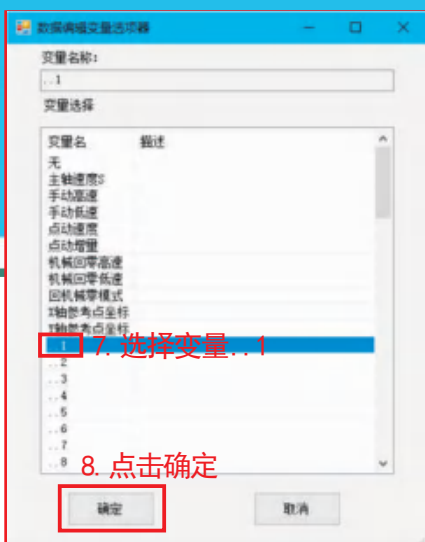 数据编辑变量选项器
变量名称:
..1
变量选择
变量名 描述
无
主轴速度S
手动高速
手动低速
点动速度
点动增量
机械回零高速
机械回零低速
回机械零模式
X轴参考点坐标
Y轴参考点坐标
..1
7. 选择变量..1
..2
..3
..4
..5
..6
..7
..8
8. 点击确定
确定 取消